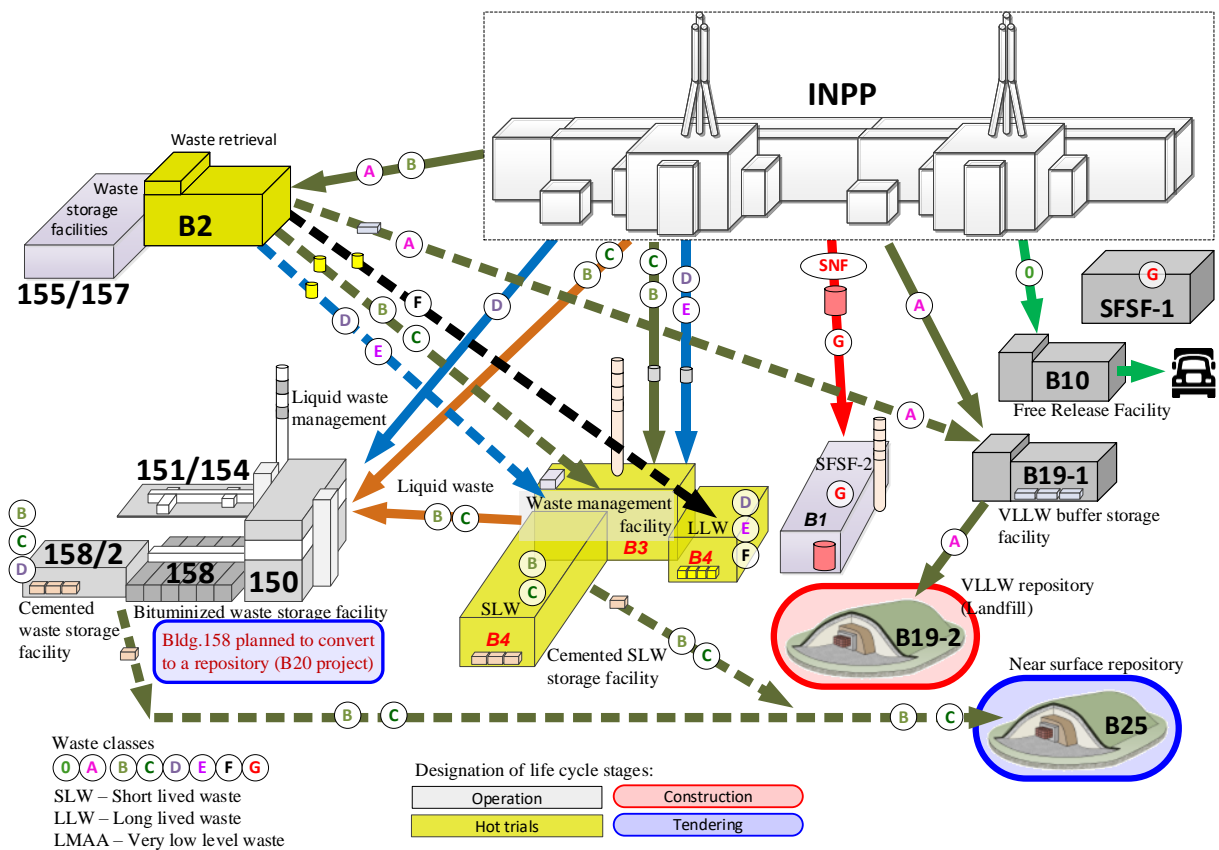 INPP
Waste retrieval
Waste
storage
facilities
B2
155/157
A
B
A
D
B
C
C
B
D
E
SNF
G
A
0
G
SFSF-1
B10
Free Release Facility
F
D
B
E
C
A
Liquid waste
management
151/154
Liquid waste
B
C
SFSF-2
G
B1
B19-1
VLLW buffer storage
facility
A
Waste management
facility
B3
LLW
D
E
F
B4
B
C
SLW
B4
B
C
D
158/2
158
150
Cemented
waste storage
facility
Bituminized waste storage facility
Bldg.158 planned to convert
to a repository (B20 project)
Cemented SLW
storage facility
B
C
VLLW repository
(Landfill)
B19-2
Near surface repository
B25
B
C
B
C
Waste classes
0 A B C D E F G
SLW – Short lived waste
LLW – Long lived waste
LMAA – Very low level waste
Designation of life cycle stages:
Operation
Construction
Hot trials
Tendering